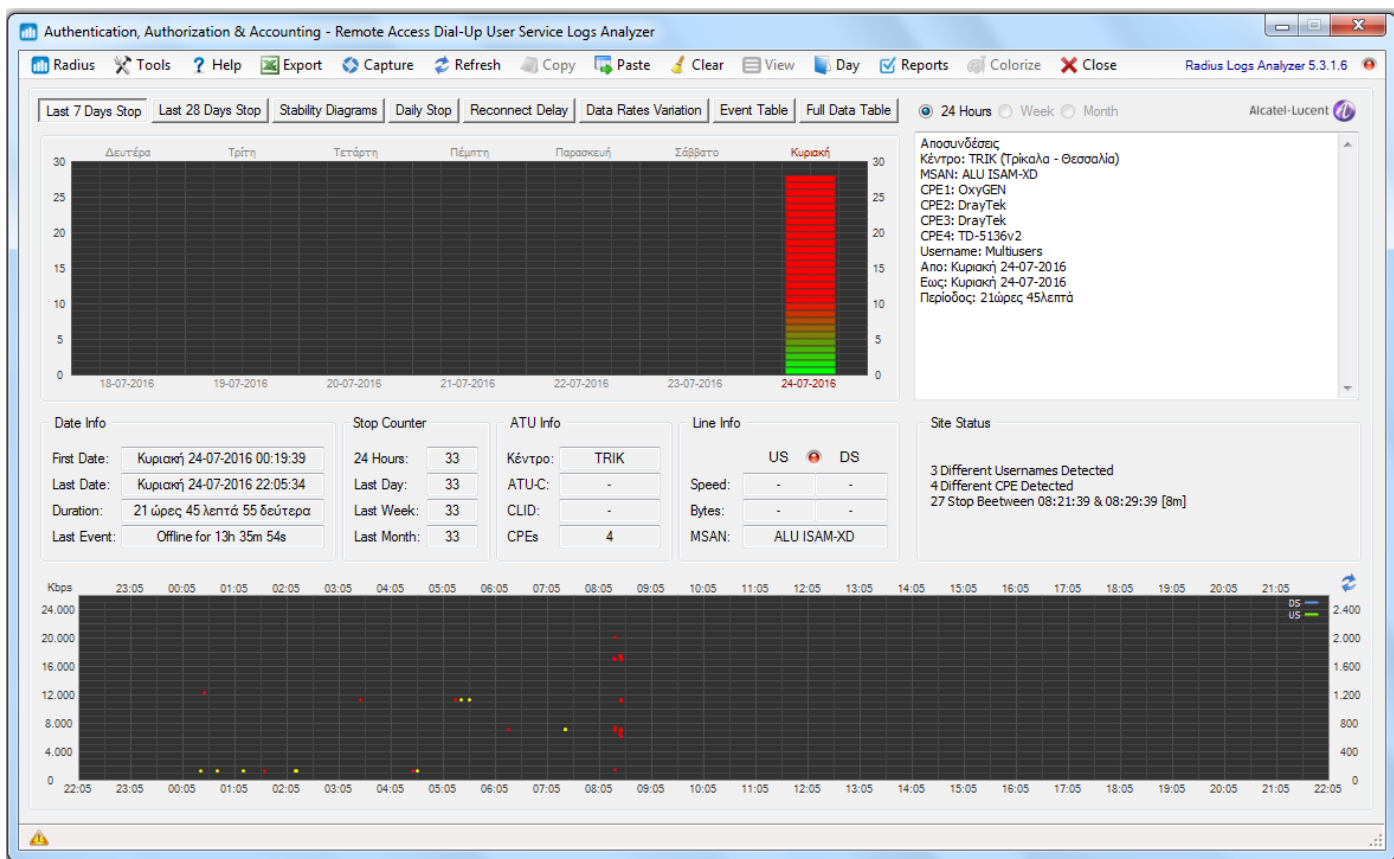 Authentication, Authorization & Accounting - Remote Access Dial-Up User Service Logs Analyzer
Radius Tools Help Export Capture Refresh Copy Paste Clear View Day Reports Colorize Close Radius Logs Analyzer 5.3.1.6
Last 7 Days Stop Last 28 Days Stop Stability Diagrams Daily Stop Reconnect Delay Data Rates Variation Event Table Full Data Table 24 Hours Week Month Alcatel-Lucent
Δευτέρα Τρίτη Τετάρτη Πέμπτη Παρασκευή Σάββατο Κυριακή
30 30
25 25
20 20
15 15
10 10
5 5
0 0
18-07-2016 19-07-2016 20-07-2016 21-07-2016 22-07-2016 23-07-2016 24-07-2016
Αποσυνδέσεις
Κέντρο: TRIK (Τρίκαλα - Θεσσαλία)
MSAN: ALU ISAM-XD
CPE1: OxyGEN
CPE2: DrayTek
CPE3: DrayTek
CPE4: TD-5136v2
Username: Multiusers
Απο: Κυριακή 24-07-2016
Εως: Κυριακή 24-07-2016
Περίοδος: 21ώρες 45λεπτά
Date Info
First Date: Κυριακή 24-07-2016 00:19:39
Last Date: Κυριακή 24-07-2016 22:05:34
Duration: 21 ώρες 45 λεπτά 55 δεύτερα
Last Event: Offline for 13h 35m 54s
Stop Counter
24 Hours: 33
Last Day: 33
Last Week: 33
Last Month: 33
ATU Info
Κέντρο: TRIK
ATU-C: -
CLID: -
CPEs 4
Line Info
US DS
Speed: - -
Bytes: - -
MSAN: ALU ISAM-XD
Site Status
3 Different Usernames Detected
4 Different CPE Detected
27 Stop Beetween 08:21:39 & 08:29:39 [8m]
Kbps 23:05 00:05 01:05 02:05 03:05 04:05 05:05 06:05 07:05 08:05 09:05 10:05 11:05 12:05 13:05 14:05 15:05 16:05 17:05 18:05 19:05 20:05 21:05
DS
US
24.000 2.400
20.000 2.000
16.000 1.600
12.000 1.200
8.000 800
4.000 400
0 0
22:05 23:05 00:05 01:05 02:05 03:05 04:05 05:05 06:05 07:05 08:05 09:05 10:05 11:05 12:05 13:05 14:05 15:05 16:05 17:05 18:05 19:05 20:05 21:05 22:05